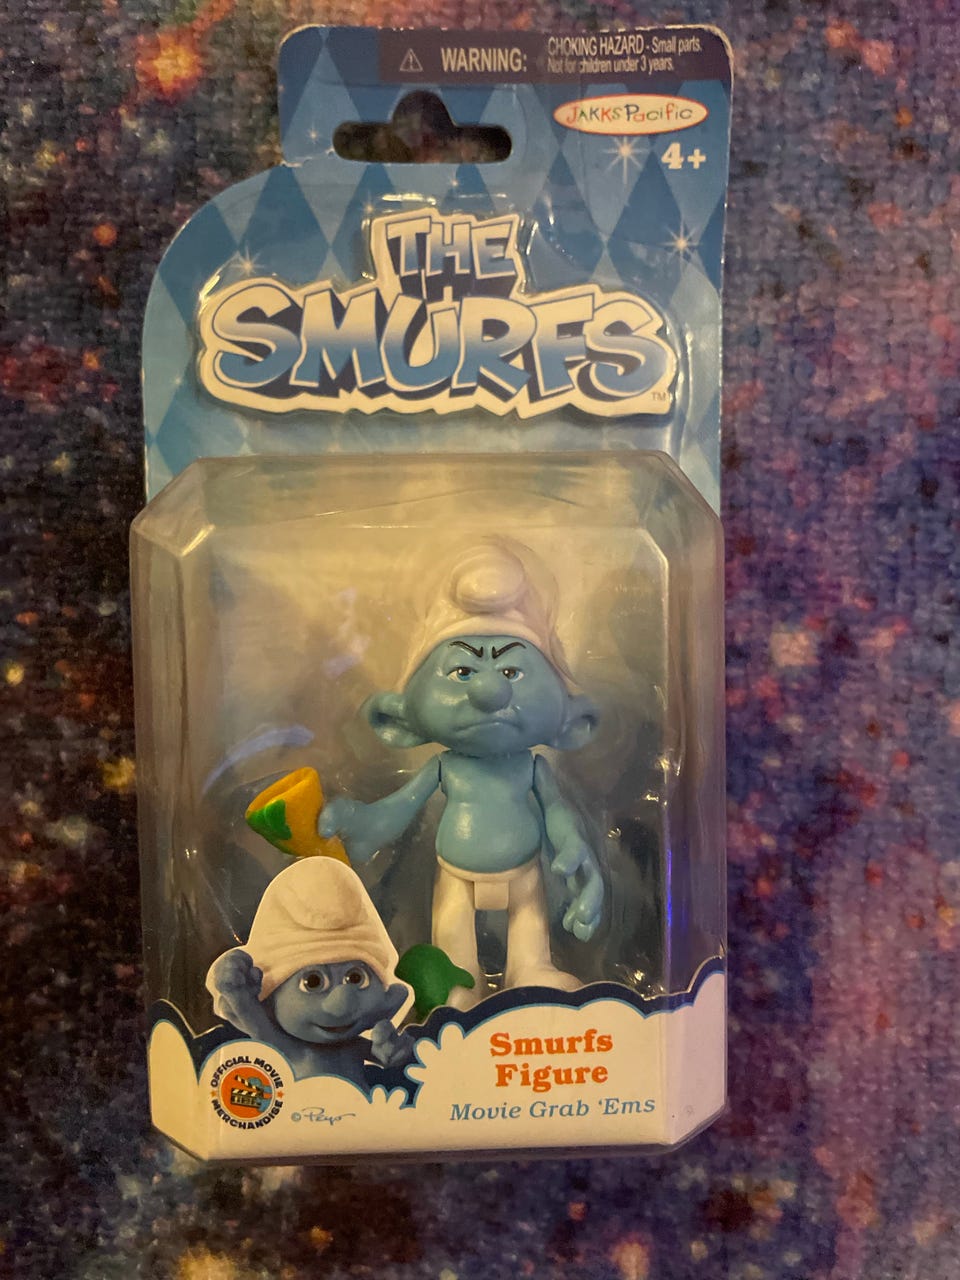 WARNING:
CHOKING HAZARD - Small parts.
Not for children under 3 years.
JAKKS Pacific
4+
THE
SMURFS
TM
Smurfs
Figure
Movie Grab 'Ems
OFFICIAL MOVIE
MERCHANDISE
© Peyo